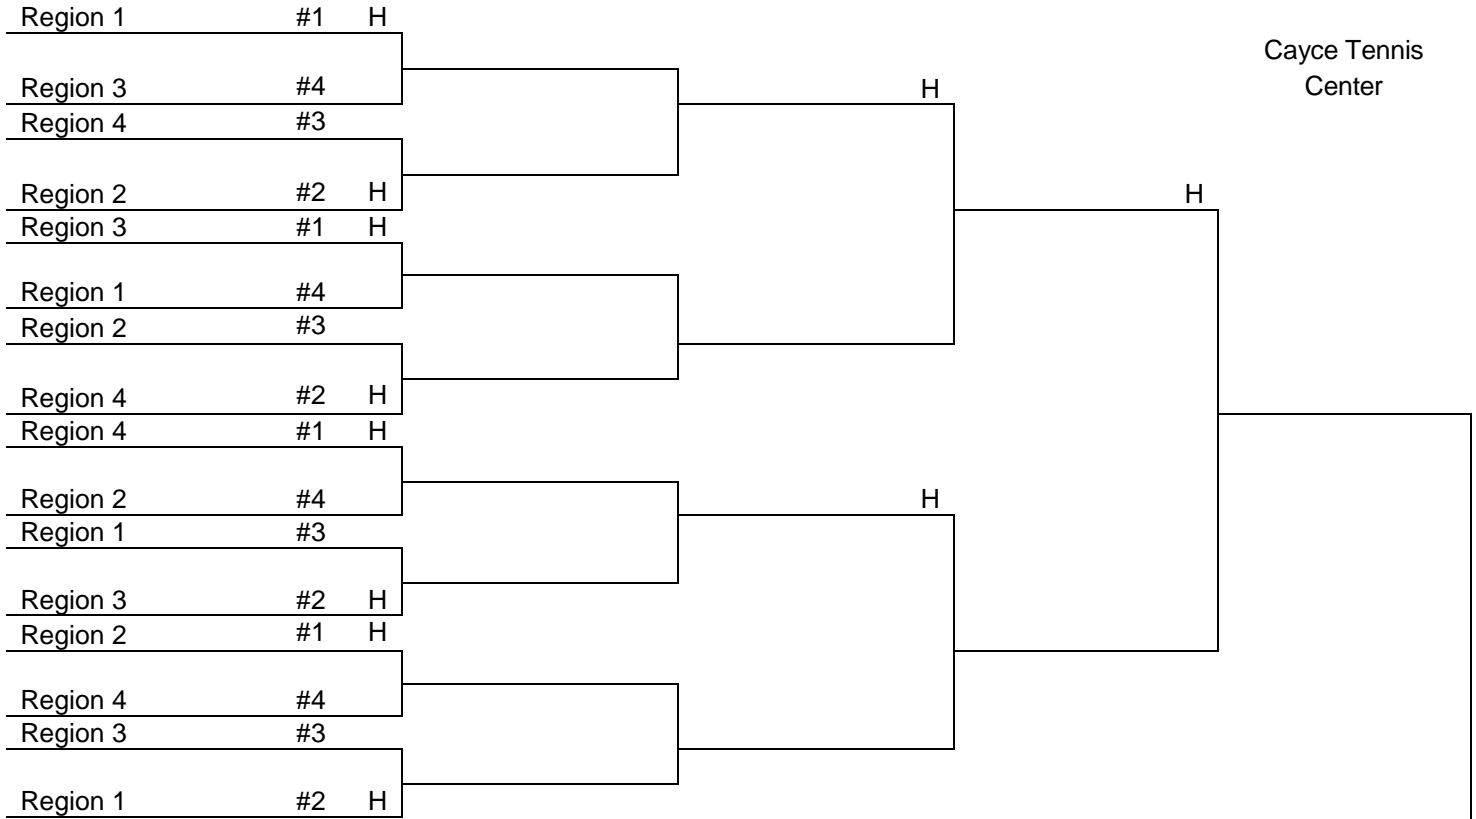 Region 1 #1 H
Cayce Tennis
Center
Region 3 #4
H
Region 4 #3
Region 2 #2 H
H
Region 3 #1 H
Region 1 #4
Region 2 #3
Region 4 #2 H
Region 4 #1 H
Region 2 #4
H
Region 1 #3
Region 3 #2 H
Region 2 #1 H
Region 4 #4
Region 3 #3
Region 1 #2 H